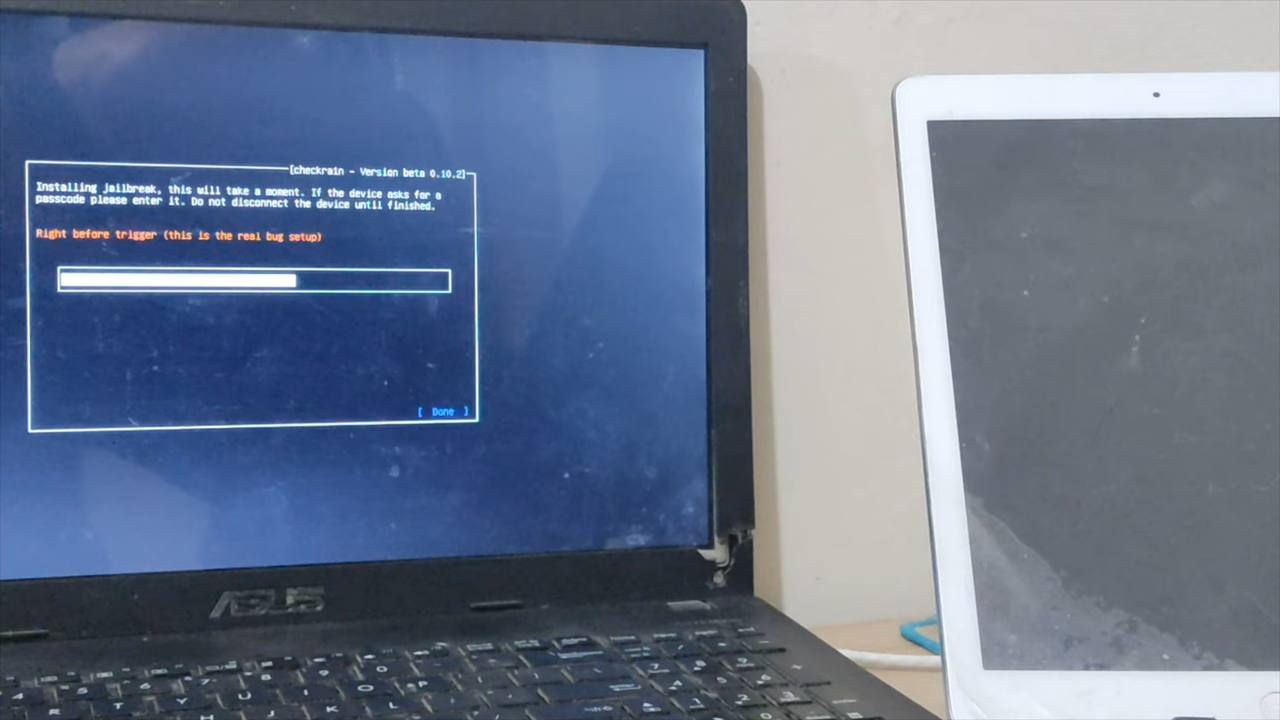 [checkra1n - Version beta 0.10.2]
Installing jailbreak, this will take a moment. If the device asks for a
passcode please enter it. Do not disconnect the device until finished.
Right before trigger (this is the real bug setup)
[ Done ]
ASUS